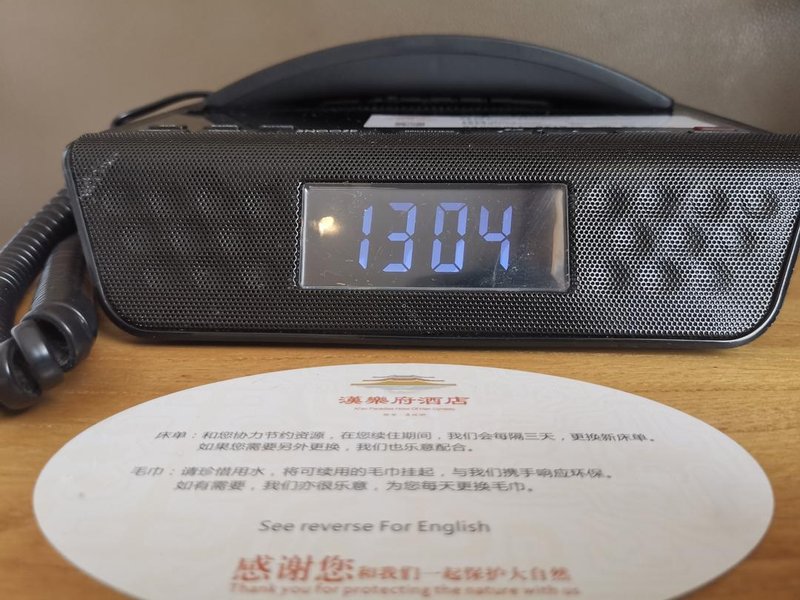 SNOOZE
1304
漢樂府酒店
床单：和您协力节约资源，在您续住期间，我们会每隔三天，更换新床单。
如果您需要另外更换，我们也乐意配合。
毛巾：请珍惜用水，将可续用的毛巾挂起，与我们携手响应环保。
如有需要，我们亦很乐意，为您每天更换毛巾。
See reverse For English
感谢您和我们一起保护大自然
Thank you for protecting the nature with us